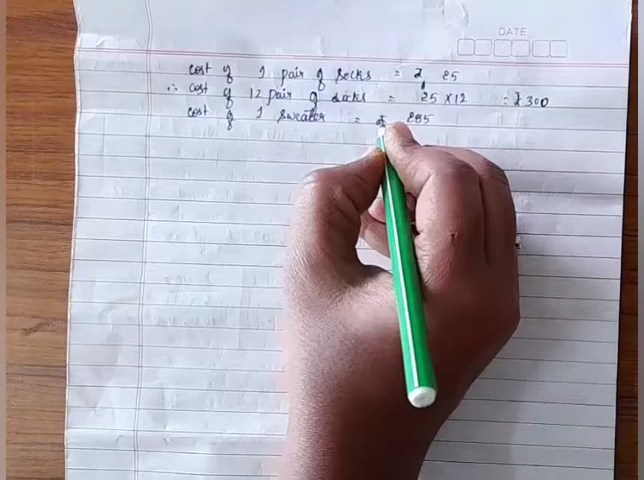 DATE
cost of 1 pair of socks = ₹ 25
∴ cost of 12 pair of socks = 25 × 12 = ₹ 300
cost of 1 sweater = ₹ 285